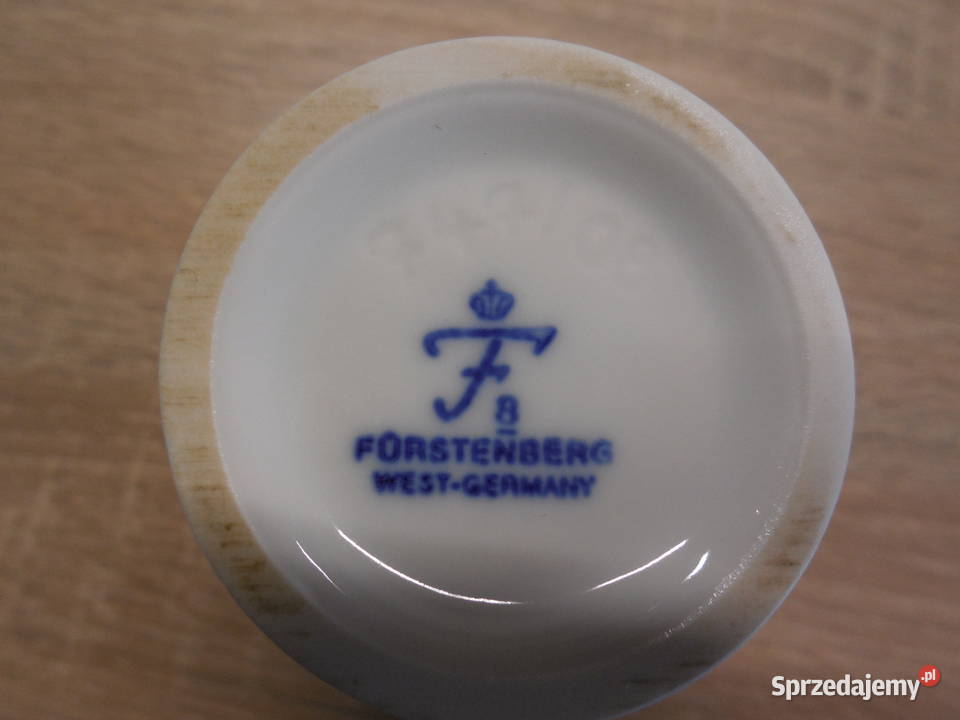 F
8
FÜRSTENBERG
WEST-GERMANY
Sprzedajemy.pl